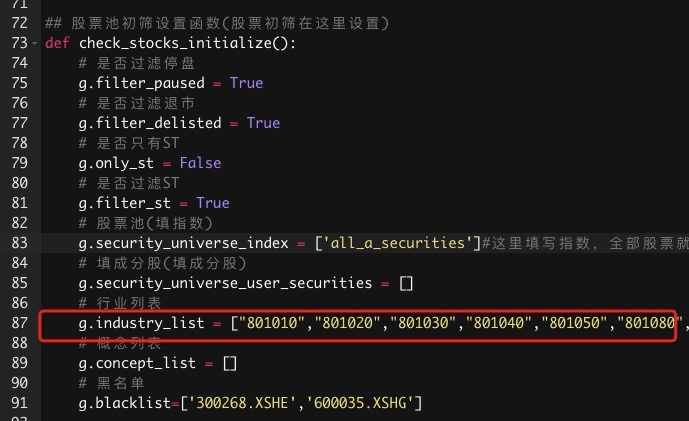 71
72 ## 股票池初筛设置函数(股票初筛在这里设置)
73 def check_stocks_initialize():
74 # 是否过滤停盘
75 g.filter_paused = True
76 # 是否过滤退市
77 g.filter_delisted = True
78 # 是否只有ST
79 g.only_st = False
80 # 是否过滤ST
81 g.filter_st = True
82 # 股票池(填指数)
83 g.security_universe_index = ['all_a_securities']#这里填写指数, 全部股票就
84 # 填成分股(填成分股)
85 g.security_universe_user_securities = []
86 # 行业列表
87 g.industry_list = ["801010","801020","801030","801040","801050","801080",
88 # 概念列表
89 g.concept_list = []
90 # 黑名单
91 g.blacklist=['300268.XSHE','600035.XSHG']
92